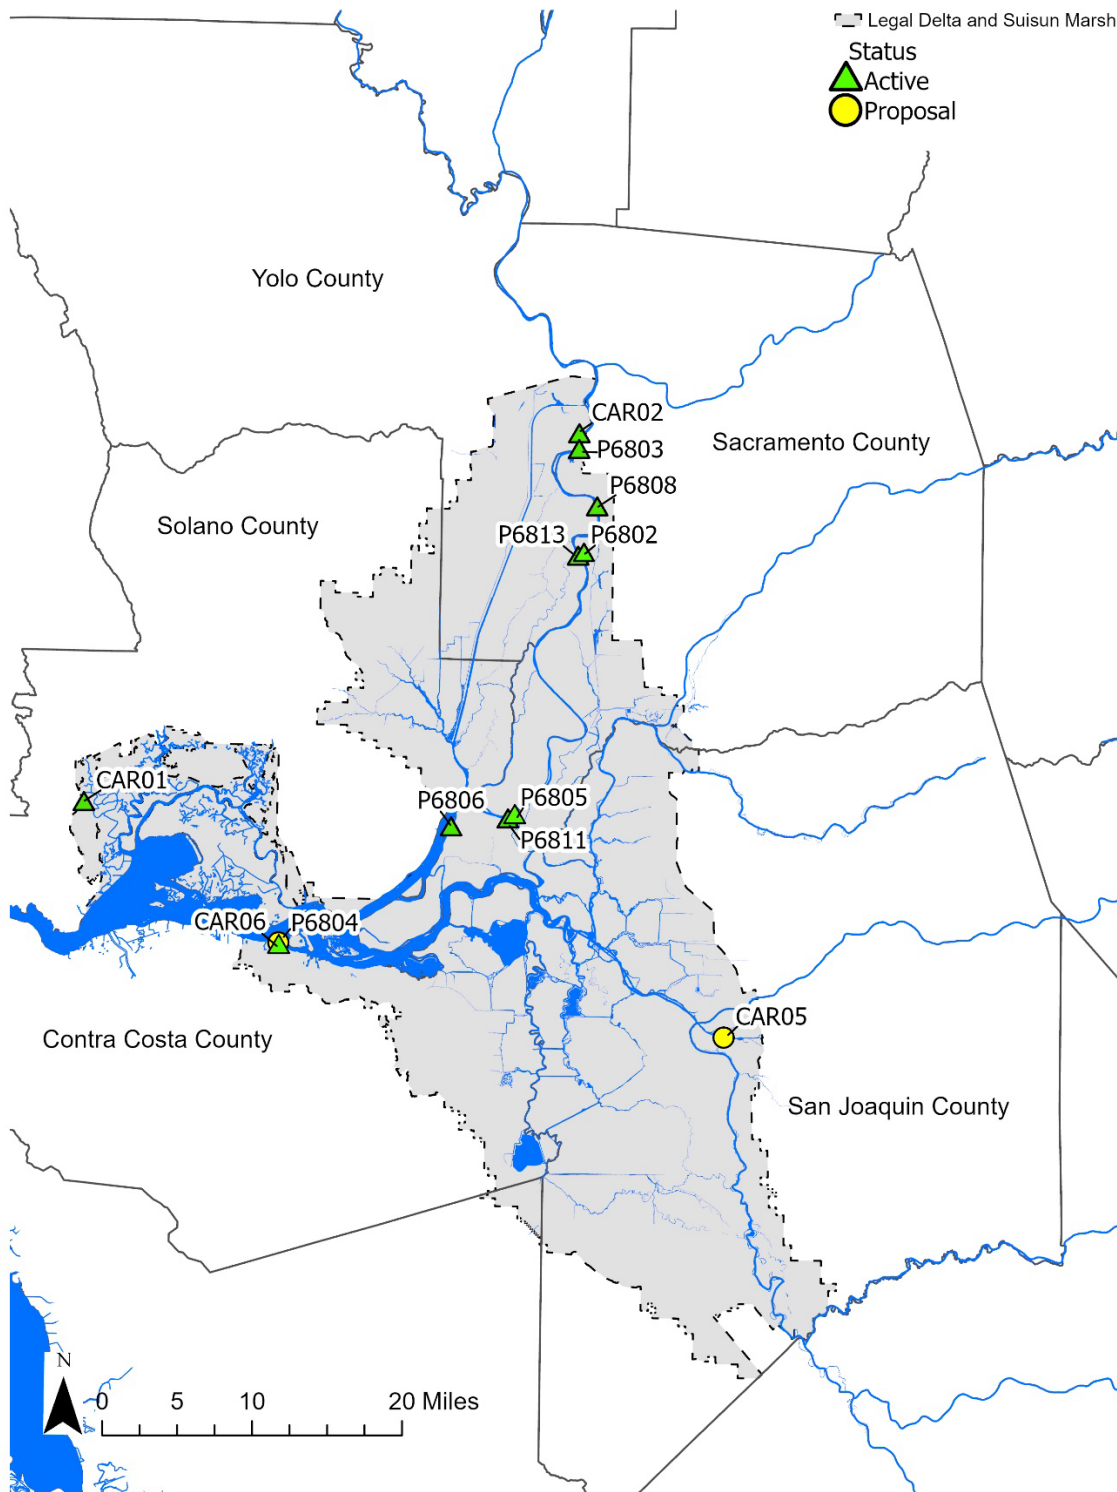 Legal Delta and Suisun Marsh
Status
Active
Proposal
Yolo County
CAR02
Sacramento County
P6803
P6808
Solano County
P6813
P6802
CAR01
P6806
P6805
P6811
CAR06
P6804
CAR05
Contra Costa County
San Joaquin County
N
0 5 10 20 Miles